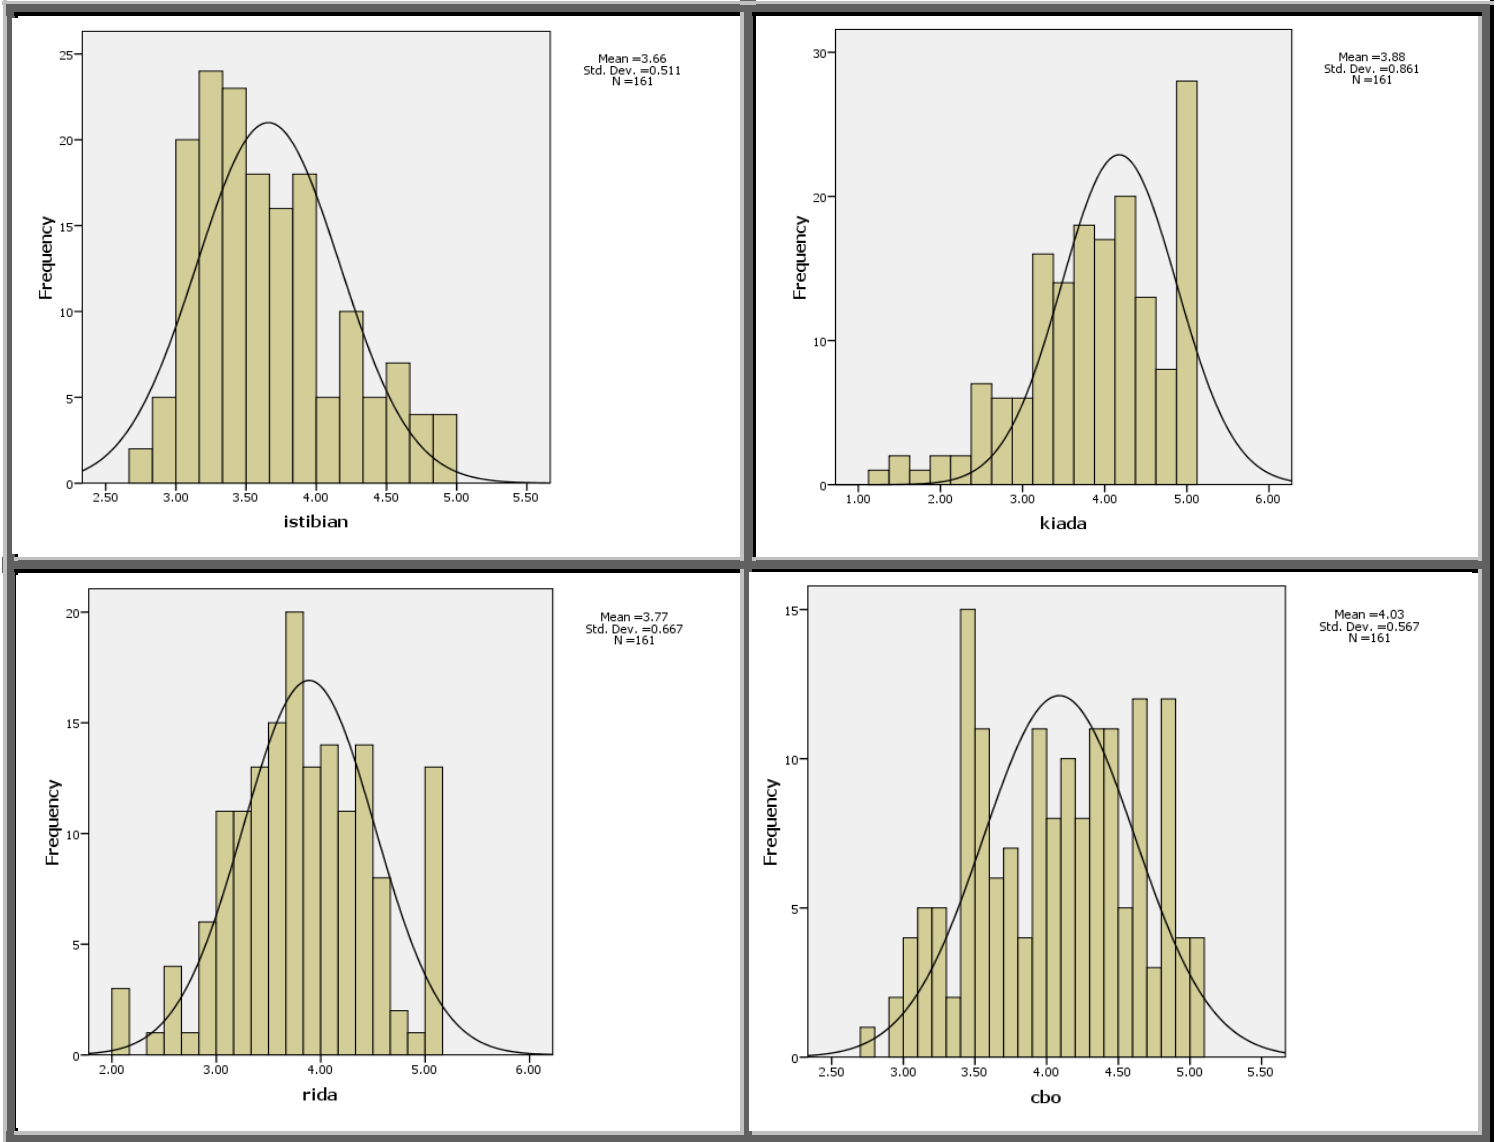 Mean =3.66
Std. Dev. =0.511
N =161
Frequency
25
20
15
10
5
0
2.50 3.00 3.50 4.00 4.50 5.00 5.50
istibian
Mean =3.88
Std. Dev. =0.861
N =161
Frequency
30
20
10
0
1.00 2.00 3.00 4.00 5.00 6.00
kiada
Mean =3.77
Std. Dev. =0.667
N =161
Frequency
20
15
10
5
0
2.00 3.00 4.00 5.00 6.00
rida
Mean =4.03
Std. Dev. =0.567
N =161
Frequency
15
10
5
0
2.50 3.00 3.50 4.00 4.50 5.00 5.50
cbo